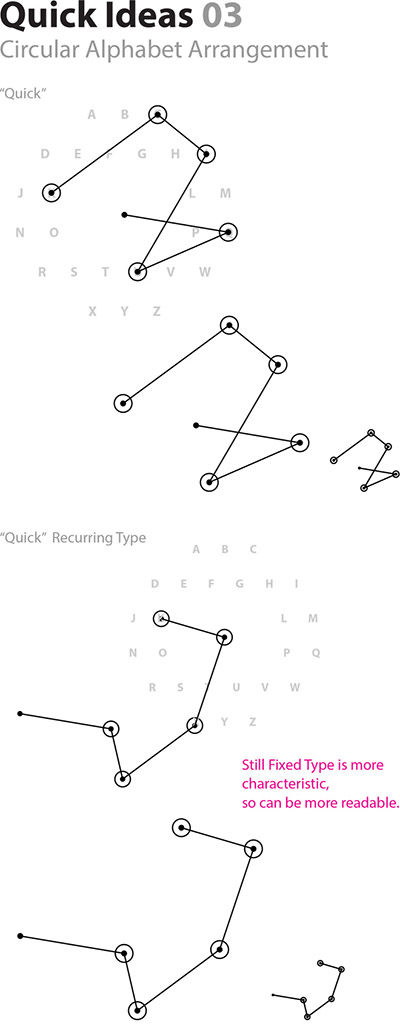 Quick Ideas 03
Circular Alphabet Arrangement
“Quick”
A B
D E F G H
J L M
N O P
R S T V W
X Y Z
“Quick” Recurring Type
A B C
D E F G H I
J L M
N O P Q
R S U V W
Y Z
Still Fixed Type is more
characteristic,
so can be more readable.